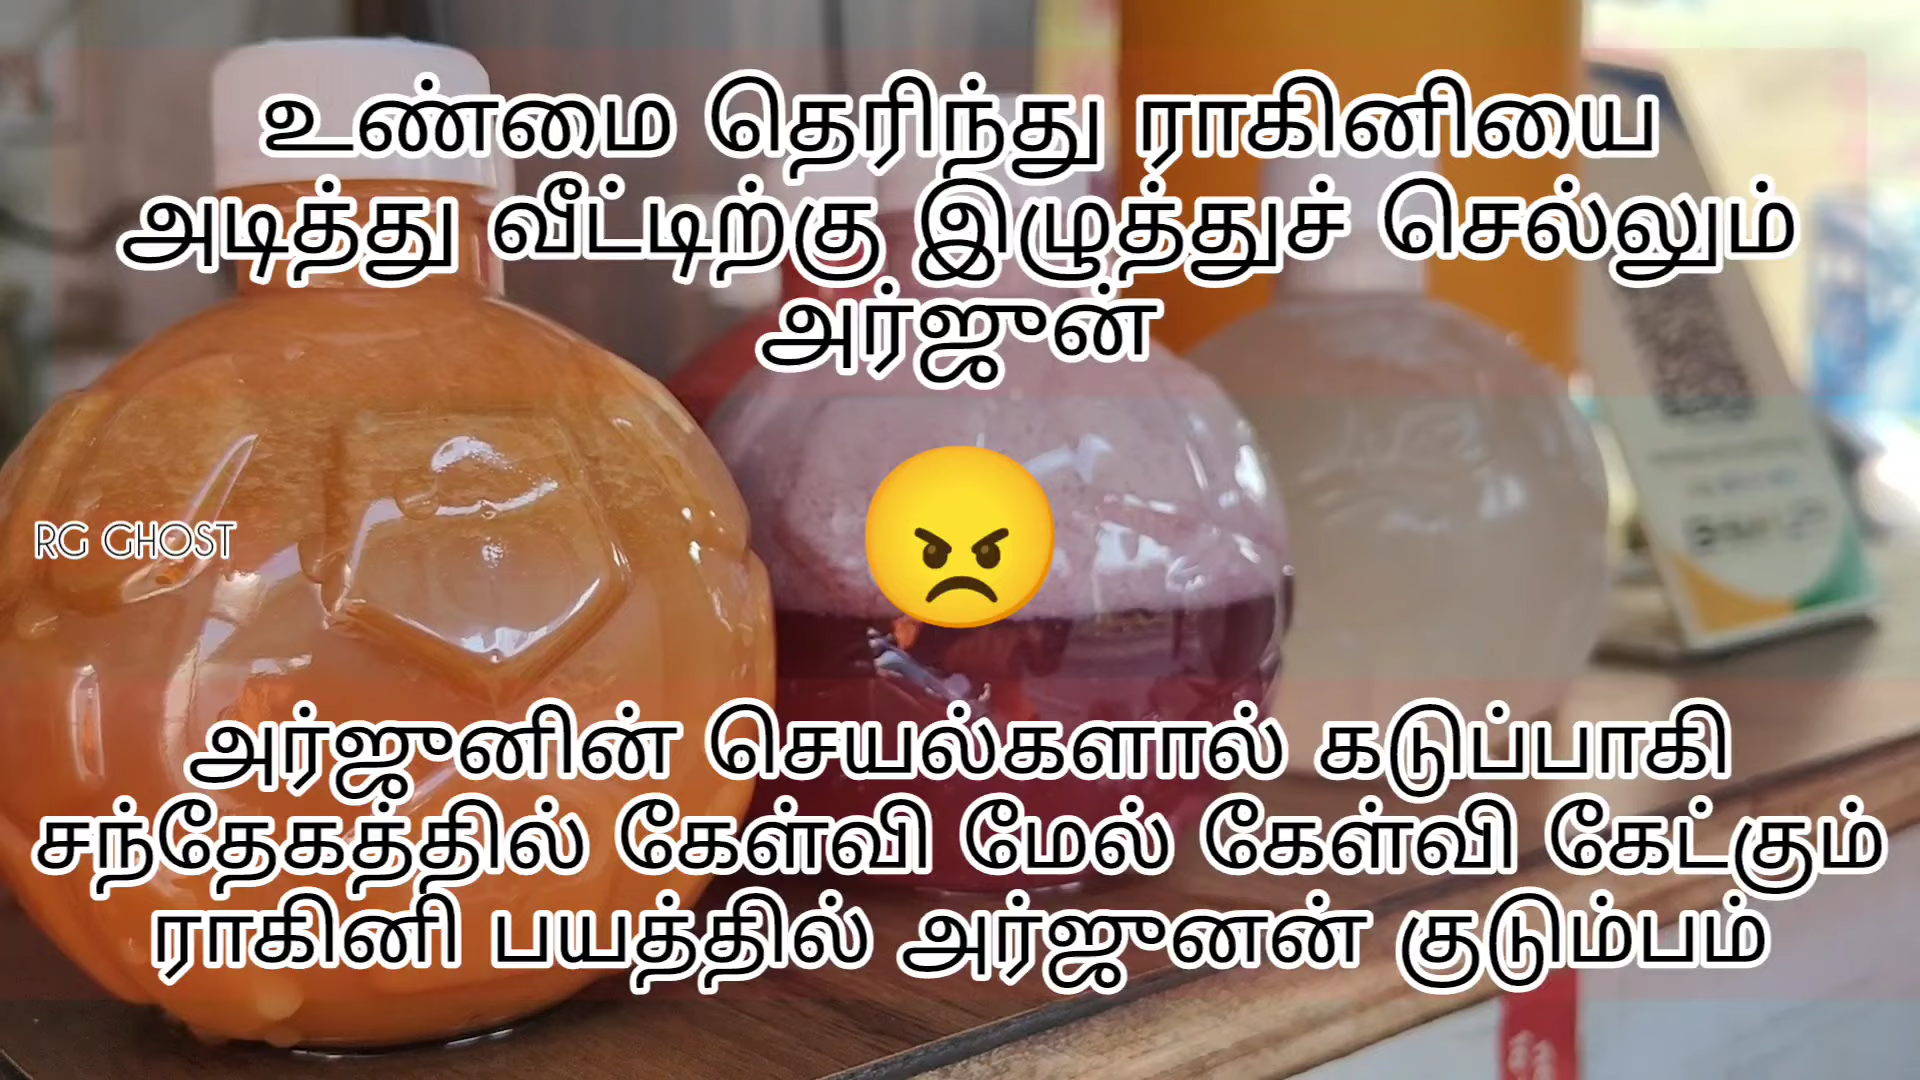 உண்மை தெரிந்து ராகினியை
அடித்து வீட்டிற்கு இழுத்துச் செல்லும்
அர்ஜுன்
RG GHOST
அர்ஜுனின் செயல்களால் கடுப்பாகி
சந்தேகத்தில் கேள்வி மேல் கேள்வி கேட்கும்
ராகினி பயத்தில் அர்ஜுனன் குடும்பம்